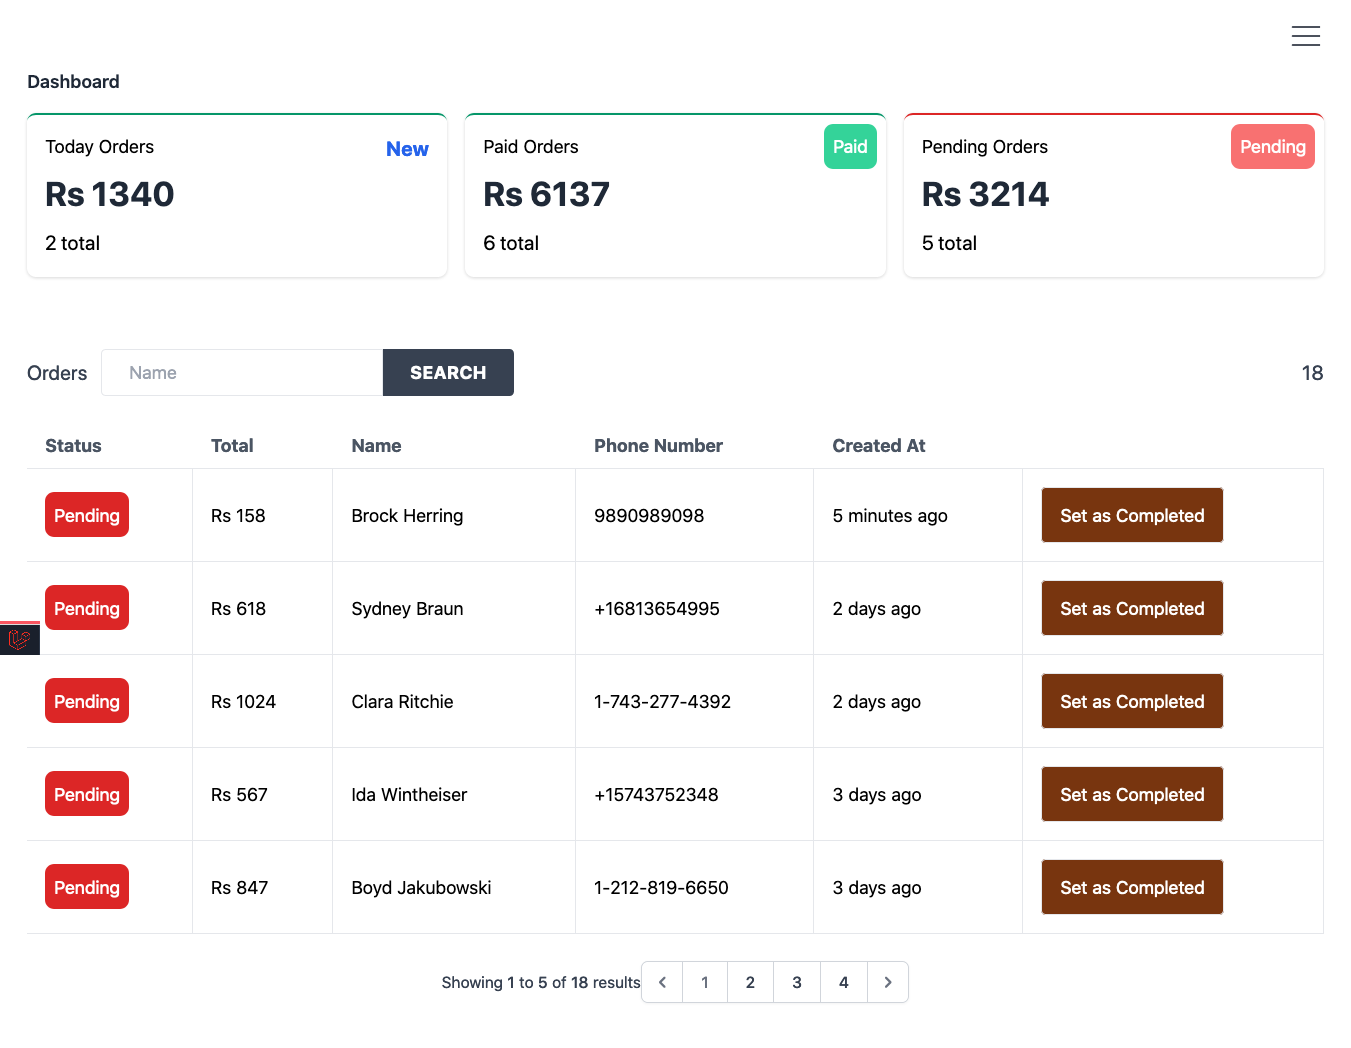 Dashboard
Today Orders
New
Rs 1340
2 total
Paid Orders
Paid
Rs 6137
6 total
Pending Orders
Pending
Rs 3214
5 total
Orders Name SEARCH 18
Status Total Name Phone Number Created At
Pending Rs 158 Brock Herring 9890989098 5 minutes ago Set as Completed
Pending Rs 618 Sydney Braun +16813654995 2 days ago Set as Completed
Pending Rs 1024 Clara Ritchie 1-743-277-4392 2 days ago Set as Completed
Pending Rs 567 Ida Wintheiser +15743752348 3 days ago Set as Completed
Pending Rs 847 Boyd Jakubowski 1-212-819-6650 3 days ago Set as Completed
Showing 1 to 5 of 18 results 1 2 3 4